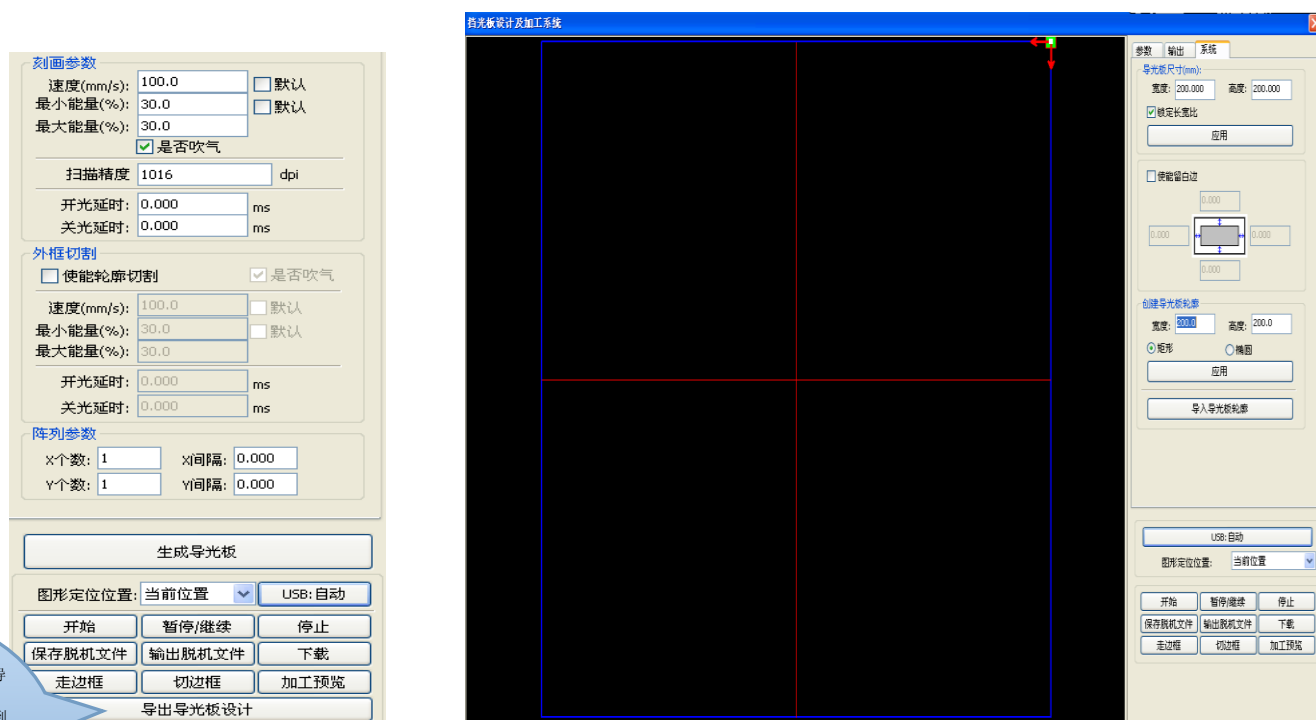 刻画参数
速度(mm/s): 100.0 默认
最小能量(%): 30.0 默认
最大能量(%): 30.0
是否吹气
扫描精度 1016 dpi
开光延时: 0.000 ms
关光延时: 0.000 ms
外框切割
使能轮廓切割 是否吹气
速度(mm/s): 100.0 默认
最小能量(%): 30.0 默认
最大能量(%): 30.0
开光延时: 0.000 ms
关光延时: 0.000 ms
阵列参数
X个数: 1 X间隔: 0.000
Y个数: 1 Y间隔: 0.000
生成导光板
图形定位位置: 当前位置 USB:自动
开始 暂停/继续 停止
保存脱机文件 输出脱机文件 下载
走边框 切边框 加工预览
导出导光板设计
导
到
挡光板设计及加工系统
参数 输出 系统
导光板尺寸(mm):
宽度: 200.000 高度: 200.000
锁定长宽比
应用
使能留白边
0.000
0.000 0.000
0.000
创建导光板轮廓
宽度: 200.0 高度: 200.0
矩形 椭圆
应用
导入导光板轮廓
USB:自动
图形定位位置: 当前位置
开始 暂停/继续 停止
保存脱机文件 输出脱机文件 下载
走边框 切边框 加工预览